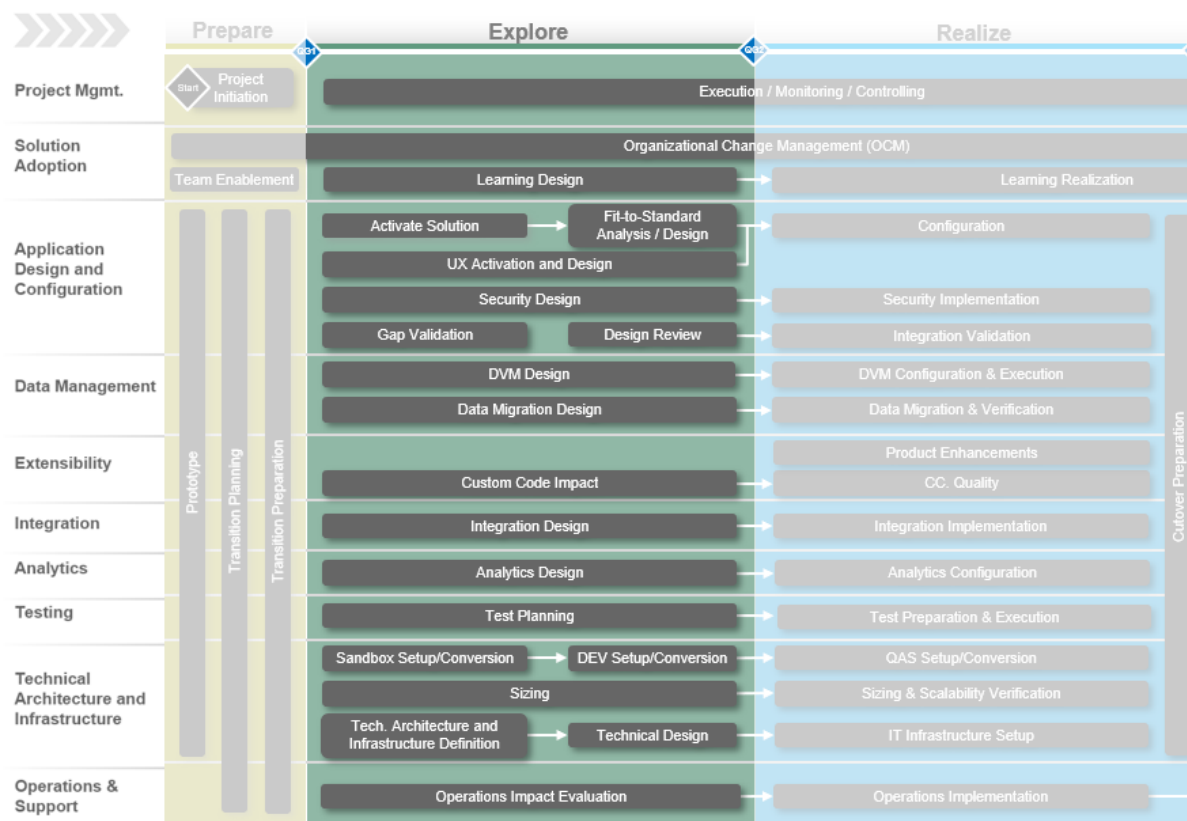 Prepare
Explore
Realize
QG1
QG2
Project Mgmt.
Start
Project
Initiation
Execution / Monitoring / Controlling
Solution
Adoption
Organizational Change Management (OCM)
Team Enablement
Learning Design
Learning Realization
Application
Design and
Configuration
Activate Solution
Fit-to-Standard
Analysis / Design
Configuration
UX Activation and Design
Security Design
Security Implementation
Gap Validation
Design Review
Integration Validation
Data Management
DVM Design
DVM Configuration & Execution
Data Migration Design
Data Migration & Verification
Extensibility
Product Enhancements
Custom Code Impact
CC. Quality
Integration
Integration Design
Integration Implementation
Analytics
Analytics Design
Analytics Configuration
Testing
Test Planning
Test Preparation & Execution
Technical
Architecture and
Infrastructure
Sandbox Setup/Conversion
DEV Setup/Conversion
QAS Setup/Conversion
Sizing
Sizing & Scalability Verification
Tech. Architecture and
Infrastructure Definition
Technical Design
IT Infrastructure Setup
Operations &
Support
Operations Impact Evaluation
Operations Implementation
Prototype
Transition Planning
Transition Preparation
Cutover Preparation